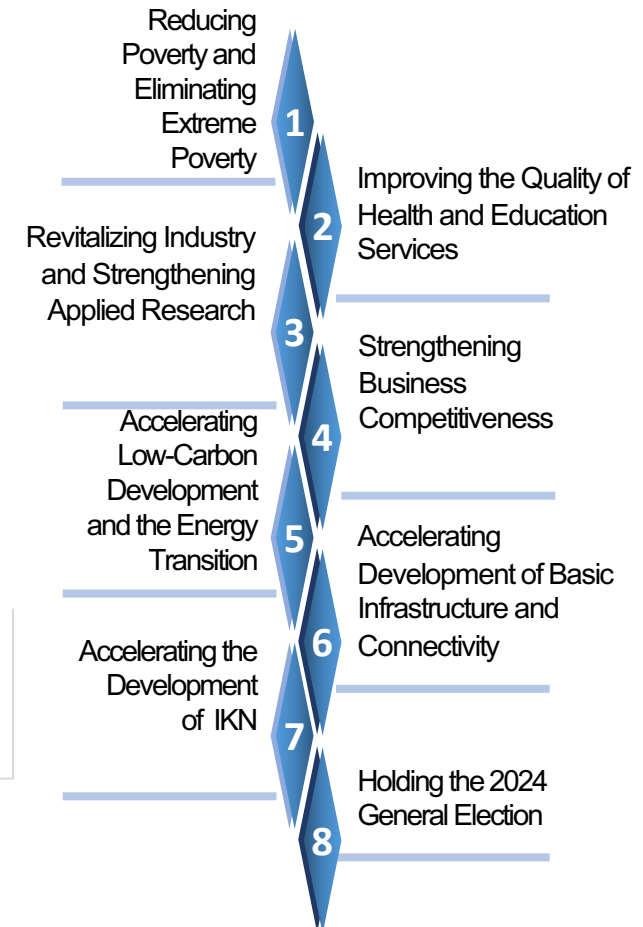 Reducing
Poverty and
Eliminating
Extreme
Poverty
1
2
Improving the Quality of
Health and Education
Services
Revitalizing Industry
and Strengthening
Applied Research
3
4
Strengthening
Business
Competitiveness
Accelerating
Low-Carbon
Development
and the Energy
Transition
5
6
Accelerating
Development of Basic
Infrastructure and
Connectivity
Accelerating the
Development
of IKN
7
8
Holding the 2024
General Election